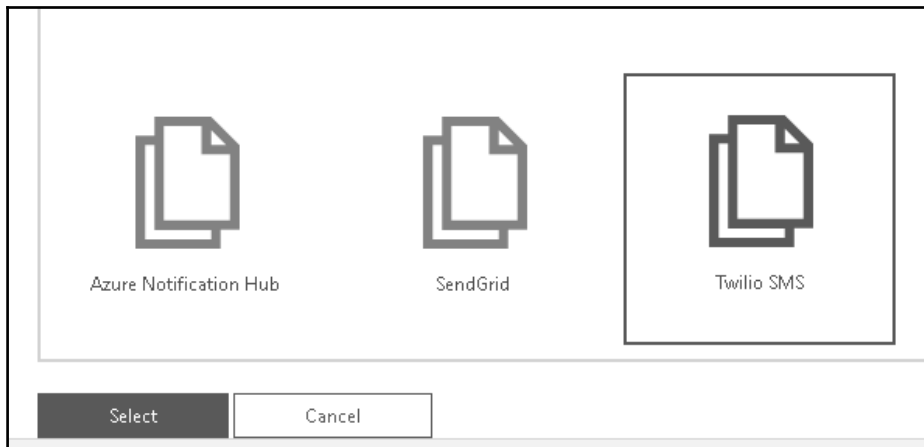 Azure Notification Hub
SendGrid
Twilio SMS
Select
Cancel